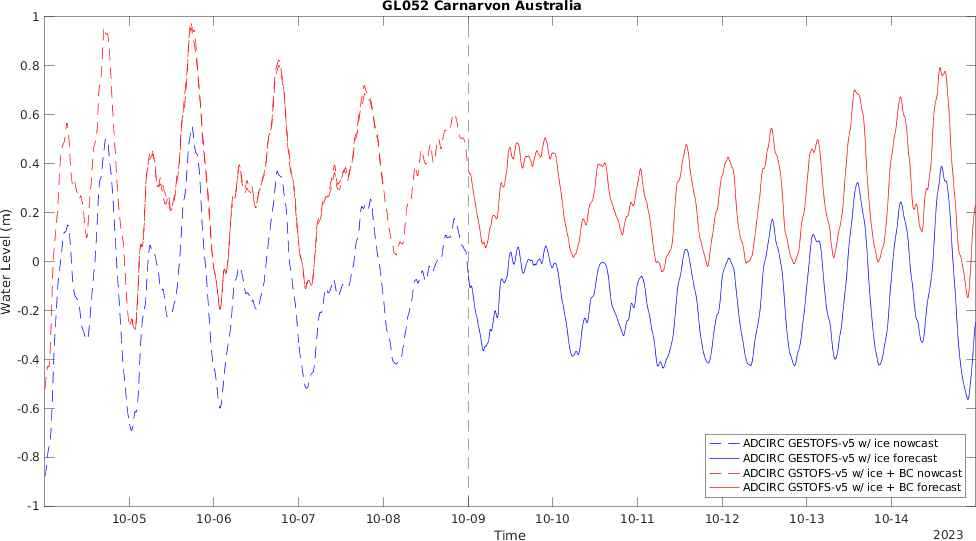 GL052 Carnarvon Australia
Water Level (m)
1
0.8
0.6
0.4
0.2
0
-0.2
-0.4
-0.6
-0.8
-1
ADCIRC GESTOFS-v5 w/ ice nowcast
ADCIRC GESTOFS-v5 w/ ice forecast
ADCIRC GSTOFS-v5 w/ ice + BC nowcast
ADCIRC GSTOFS-v5 w/ ice + BC forecast
10-05 10-06 10-07 10-08 10-09 10-10 10-11 10-12 10-13 10-14
Time
2023